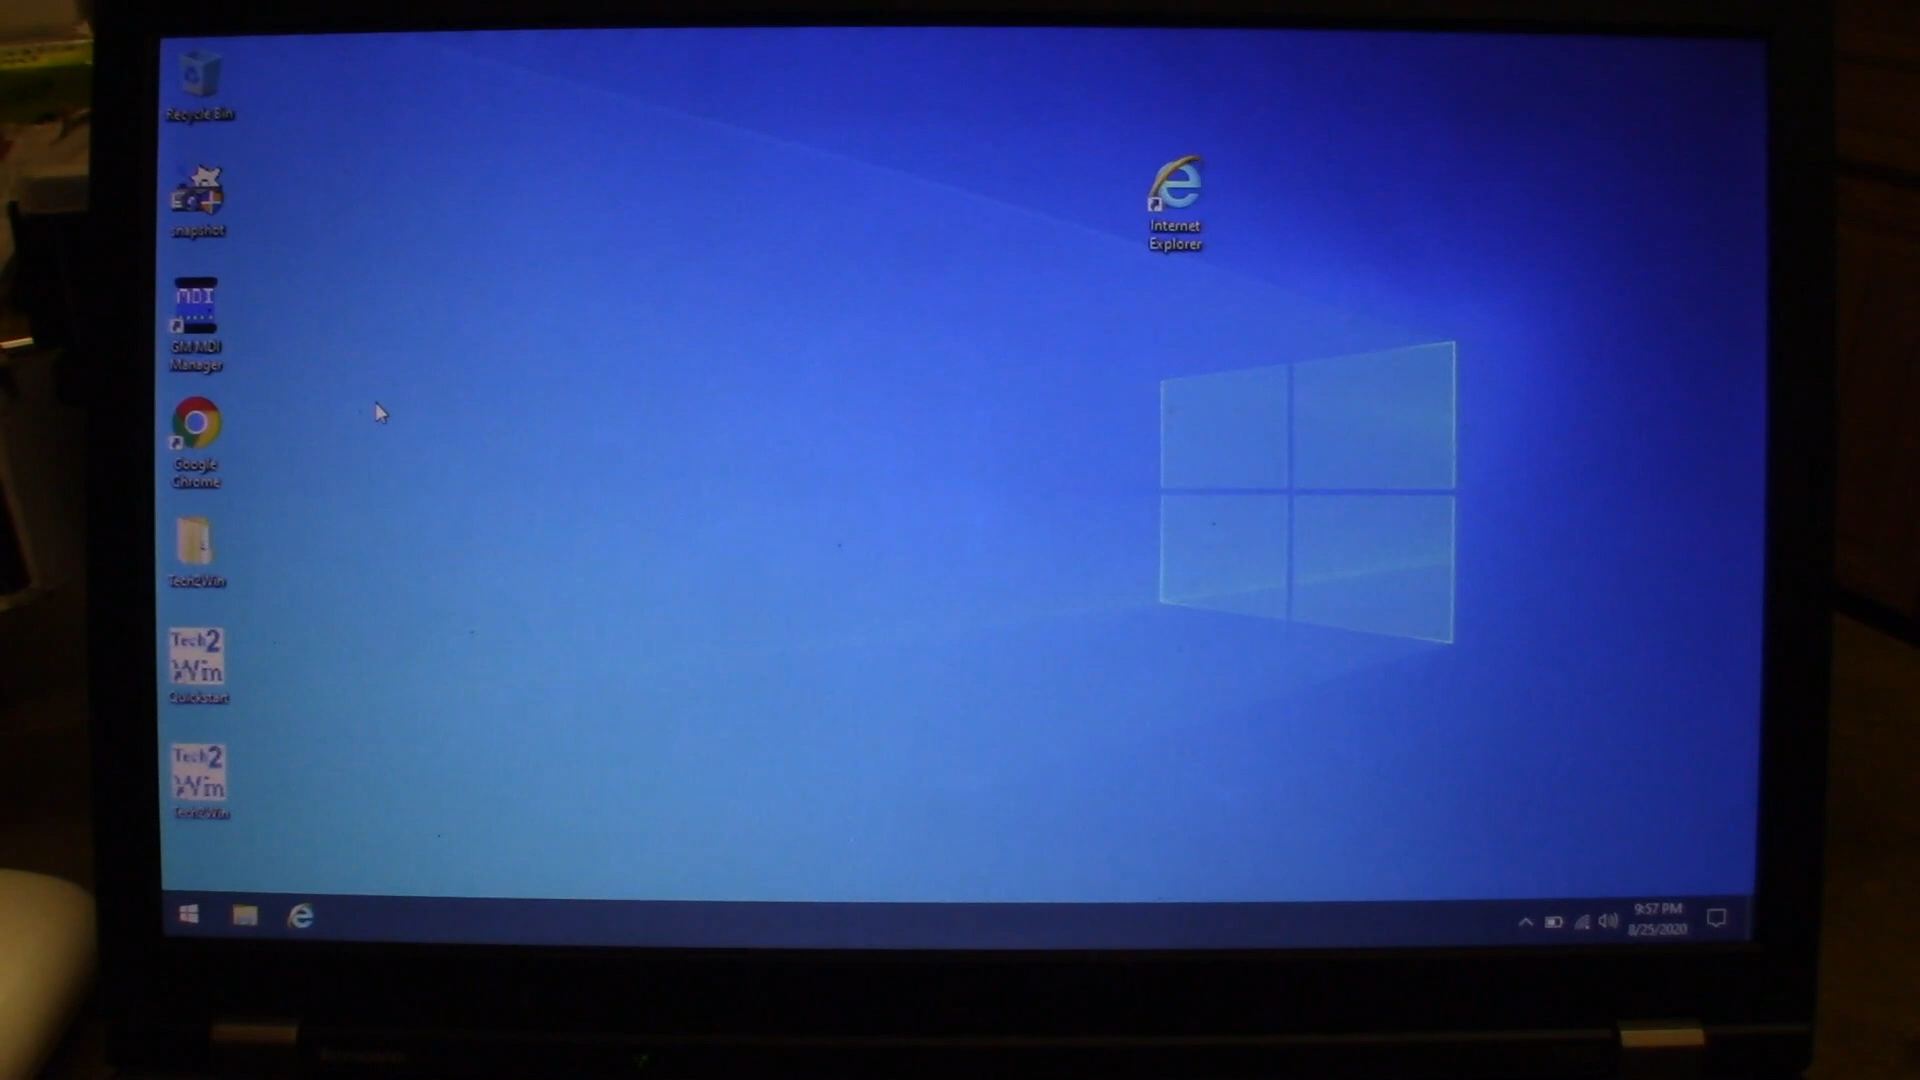 Recycle Bin
snapshot
MDI
GM MDI
Manager
Google
Chrome
Tech2Win
Tech2
Win
Quickstart
Tech2
Win
Tech2Win
Internet
Explorer
9:57 PM
8/25/2020